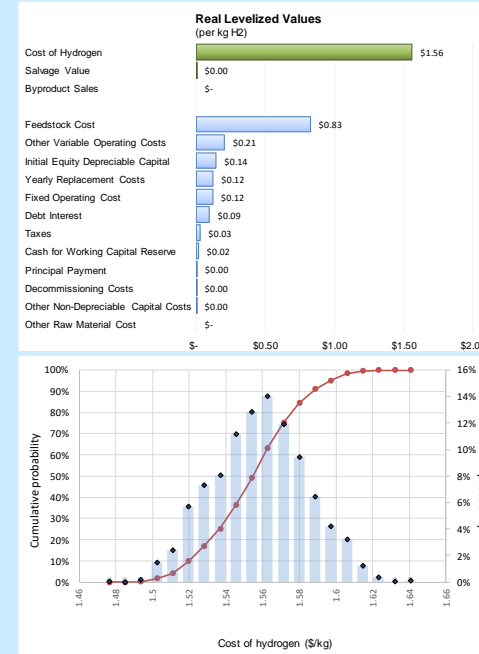 Real Levelized Values
(per kg H2)
Cost of Hydrogen $1.56
Salvage Value $0.00
Byproduct Sales $-
Feedstock Cost $0.83
Other Variable Operating Costs $0.21
Initial Equity Depreciable Capital $0.14
Yearly Replacement Costs $0.12
Fixed Operating Cost $0.12
Debt Interest $0.09
Taxes $0.03
Cash for Working Capital Reserve $0.02
Principal Payment $0.00
Decommissioning Costs $0.00
Other Non-Depreciable Capital Costs $0.00
Other Raw Material Cost $-
$- $0.50 $1.00 $1.50 $2.0
100% 16%
90% 14%
80%
70% 12%
60% 10%
50% 8%
40% 6%
30% 4%
20%
10% 2%
0% 0%
Cumulative probability
1.46 1.48 1.5 1.52 1.54 1.56 1.58 1.6 1.62 1.64 1.66
Cost of hydrogen ($/kg)